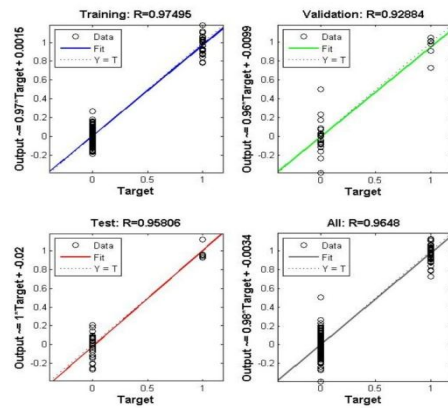 Training: R=0.97495
Output ~= 0.97*Target + 0.0015
Data
Fit
Y = T
1
0.8
0.6
0.4
0.2
0
-0.2
0
0.5
1
Target
Validation: R=0.92884
Output ~= 0.96*Target + -0.0099
Data
Fit
Y = T
1
0.8
0.6
0.4
0.2
0
-0.2
0
0.5
1
Target
Test: R=0.95806
Output ~= 1*Target + -0.02
Data
Fit
Y = T
1
0.8
0.6
0.4
0.2
0
-0.2
0
0.5
1
Target
All: R=0.9648
Output ~= 0.98*Target + -0.0034
Data
Fit
Y = T
1
0.8
0.6
0.4
0.2
0
-0.2
0
0.5
1
Target